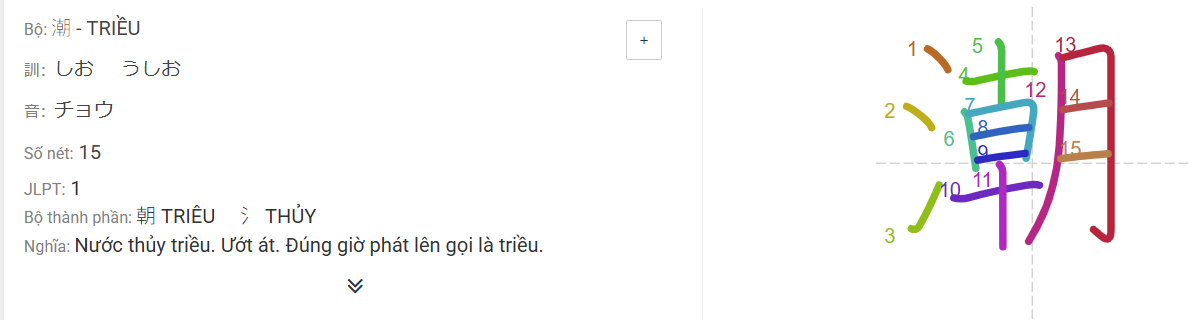 Bộ: 潮 - TRIỀU
+
訓: しお うしお
音: チョウ
Số nét: 15
JLPT: 1
Bộ thành phần: 朝 TRIÊU 氵 THỦY
Nghĩa: Nước thủy triều. Ướt át. Đúng giờ phát lên gọi là triều.
潮
1
5
13
4
12
7
14
2
8
6
9
15
11
10
3